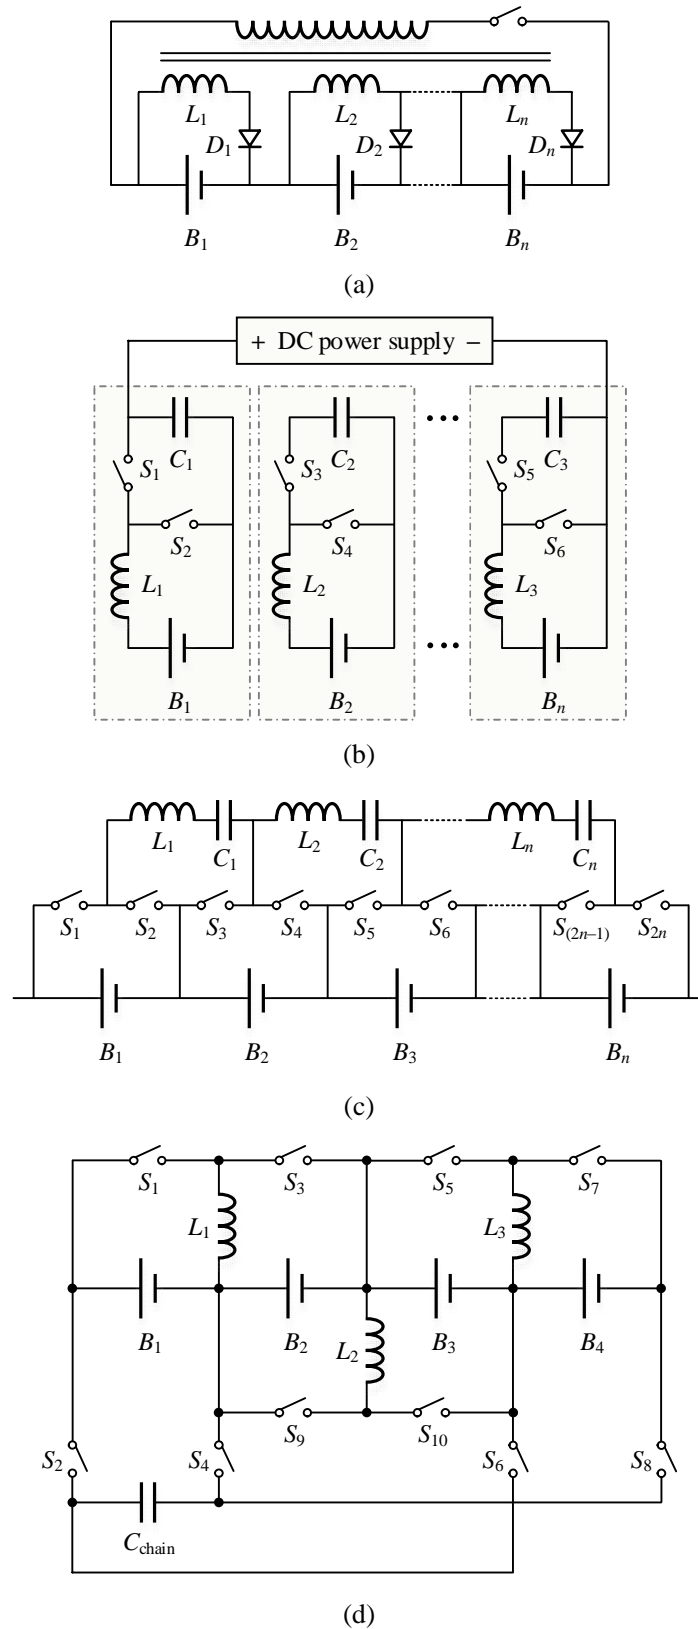 L₁ L₂ Lₙ
D₁ D₂ Dₙ
B₁ B₂ Bₙ
(a)
+ DC power supply −
C₁ C₂ C₃
S₁ S₃ S₅
S₂ S₄ S₆
L₁ L₂ L₃
B₁ B₂ Bₙ
(b)
L₁ C₁ L₂ C₂ Lₙ Cₙ
S₁ S₂ S₃ S₄ S₅ S₆ S₍₂ₙ₋₁₎ S₂ₙ
B₁ B₂ B₃ Bₙ
(c)
S₁ S₃ S₅ S₇
L₁ L₃
B₁ B₂ L₂ B₃ B₄
S₉ S₁₀
S₂ S₄ S₆ S₈
C_chain
(d)